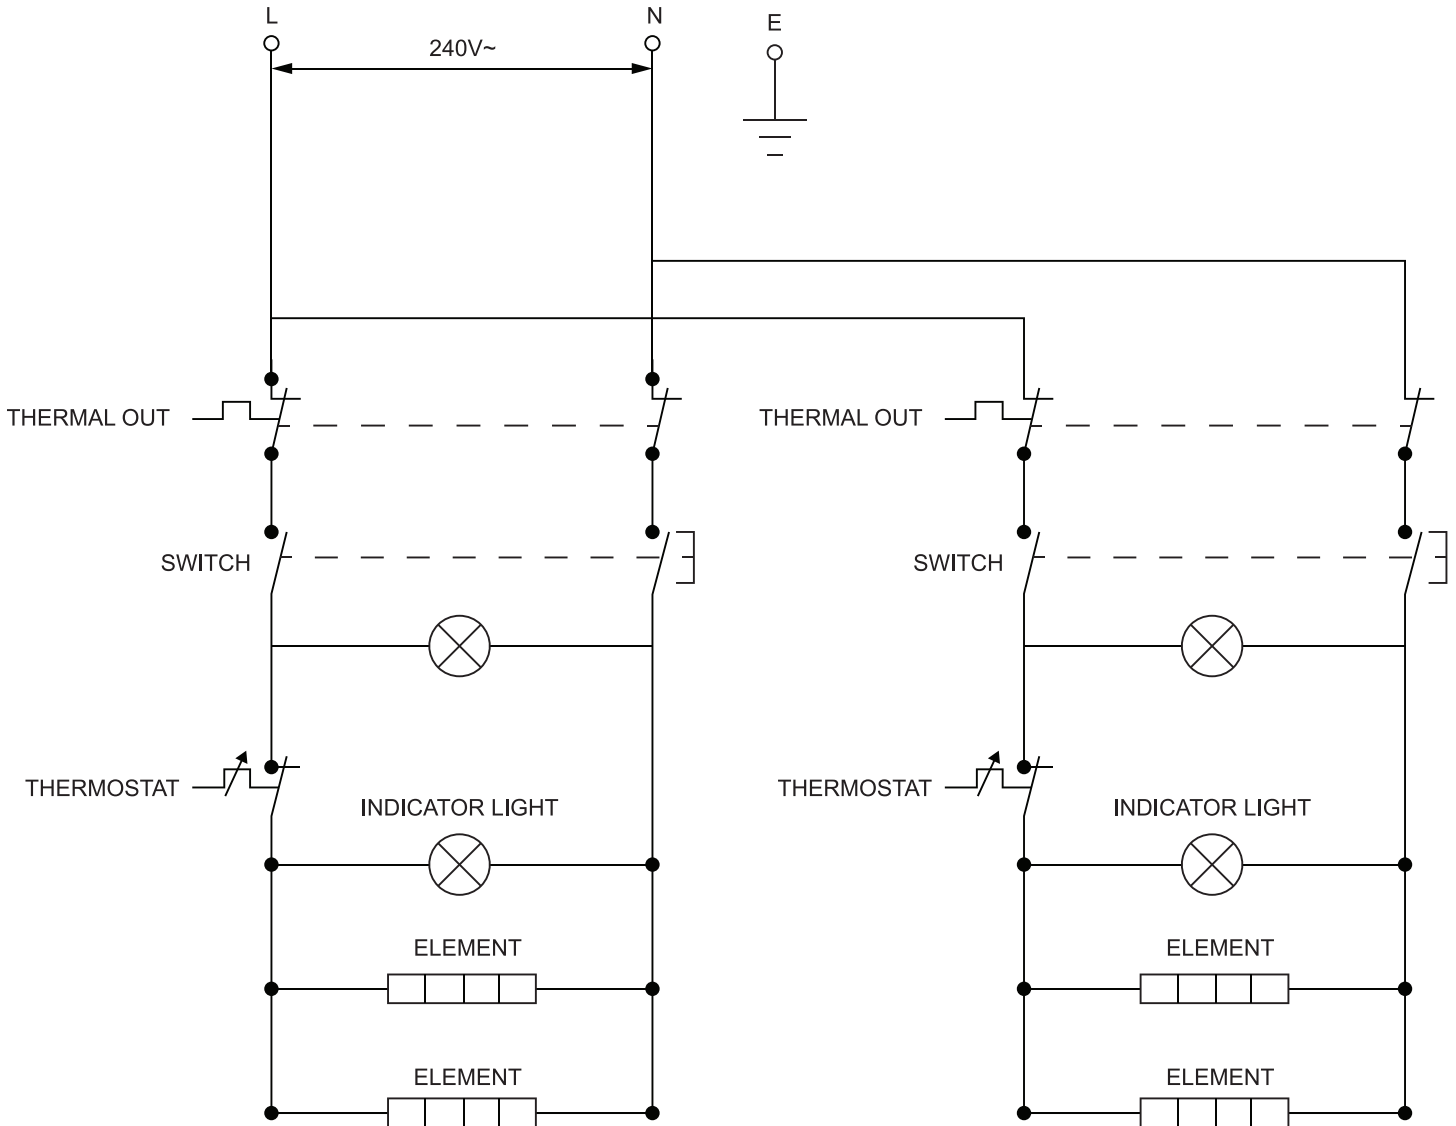 L
N
E
240V~
THERMAL OUT
THERMAL OUT
SWITCH
SWITCH
THERMOSTAT
THERMOSTAT
INDICATOR LIGHT
INDICATOR LIGHT
ELEMENT
ELEMENT
ELEMENT
ELEMENT